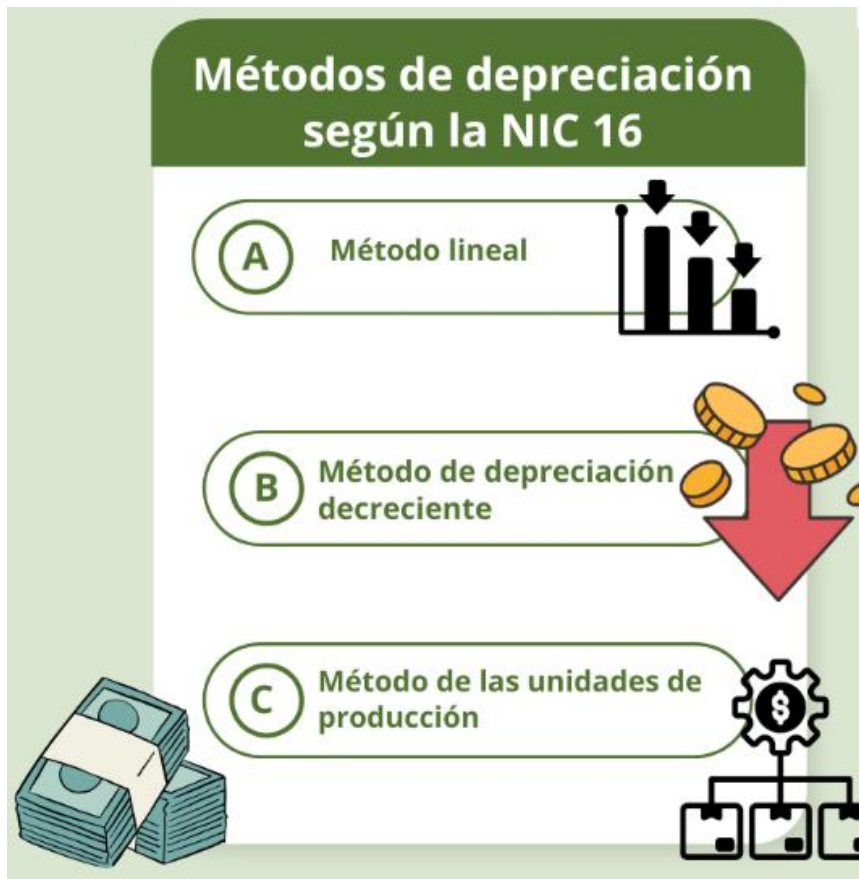 Métodos de depreciación
según la NIC 16
A Método lineal
B Método de depreciación
decreciente
C Método de las unidades de
producción
$